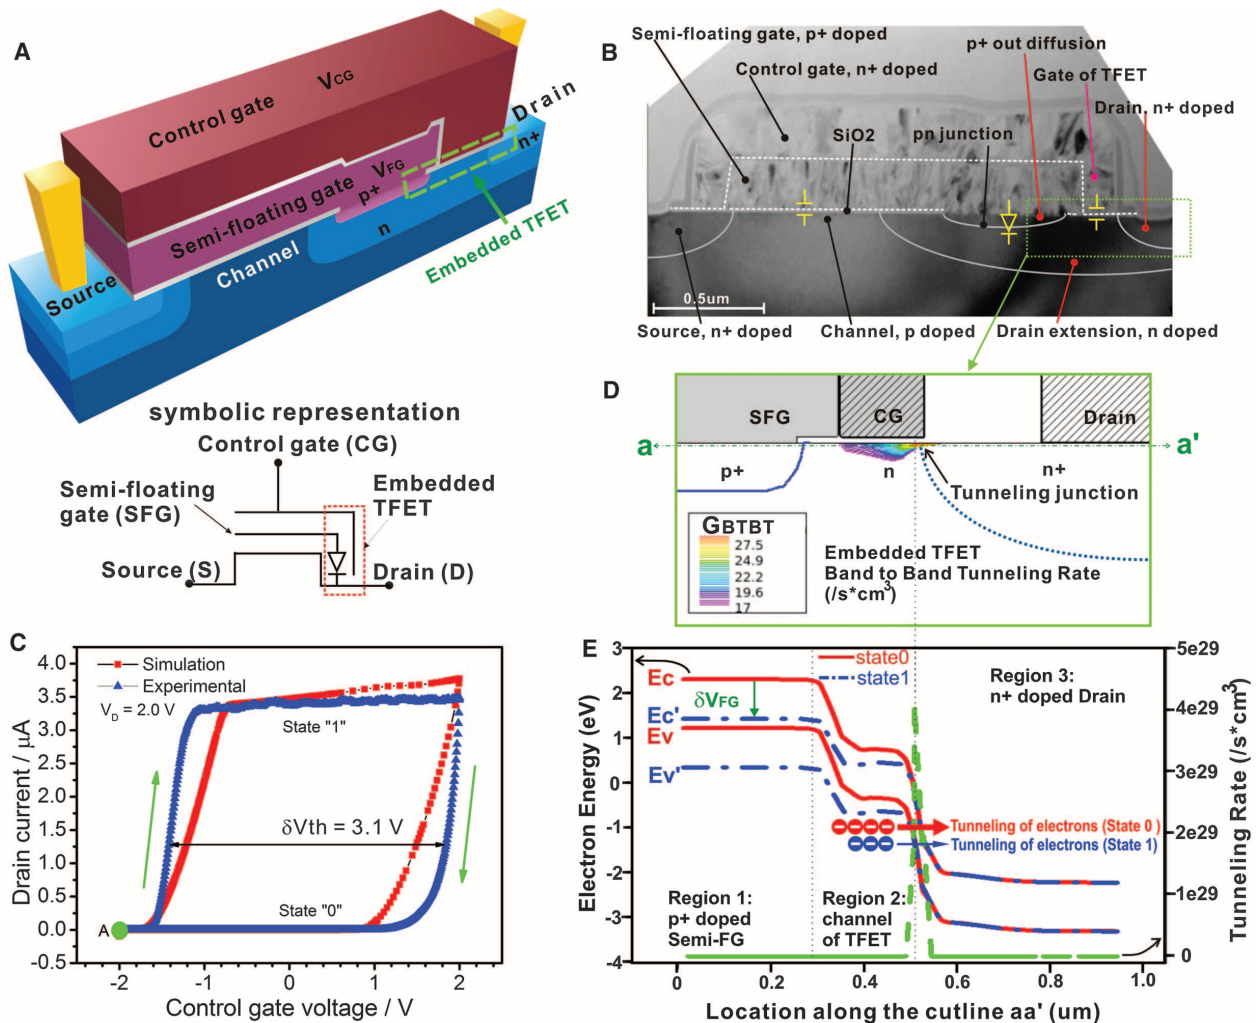 A
Control gate
VCG
Drain
n+
VFG
Semi-floating gate
p+
n
Channel
Embedded TFET
Source
symbolic representation
Control gate (CG)
Semi-floating
gate (SFG)
Embedded
TFET
Source (S)
Drain (D)
B
Semi-floating gate, p+ doped
Control gate, n+ doped
p+ out diffusion
Gate of TFET
Drain, n+ doped
SiO2
pn junction
0.5um
Source, n+ doped
Channel, p doped
Drain extension, n doped
D
SFG
CG
Drain
a
a'
p+
n
n+
Tunneling junction
GBTBT
27.5
24.9
22.2
19.6
17
Embedded TFET
Band to Band Tunneling Rate
(/s*cm3)
C
Simulation
Experimental
VD = 2.0 V
State "1"
δVth = 3.1 V
State "0"
A
4.0
3.5
3.0
2.5
2.0
1.5
1.0
0.5
0.0
-0.5
-2
-1
0
1
2
Drain current / μA
Control gate voltage / V
E
state0
state1
Ec
δVFG
Ec'
Ev
Ev'
Region 3:
n+ doped Drain
Tunneling of electrons (State 0 )
Tunneling of electrons (State 1)
Region 1:
p+ doped
Semi-FG
Region 2:
channel
of TFET
3
2
1
0
-1
-2
-3
-4
Electron Energy (eV)
5e29
4e29
3e29
2e29
1e29
0
Tunneling Rate (/s*cm3)
0
0.2
0.4
0.6
0.8
1.0
Location along the cutline aa' (um)